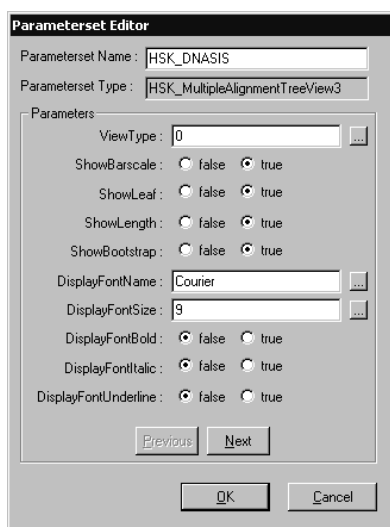 Parameterset Editor
Parameterset Name : HSK_DNASIS
Parameterset Type : HSK_MultipleAlignmentTreeView3
Parameters
ViewType : 0 ...
ShowBarscale : false true
ShowLeaf : false true
ShowLength : false true
ShowBootstrap : false true
DisplayFontName : Courier ...
DisplayFontSize : 9 ...
DisplayFontBold : false true
DisplayFontItalic : false true
DisplayFontUnderline : false true
Previous Next
OK Cancel